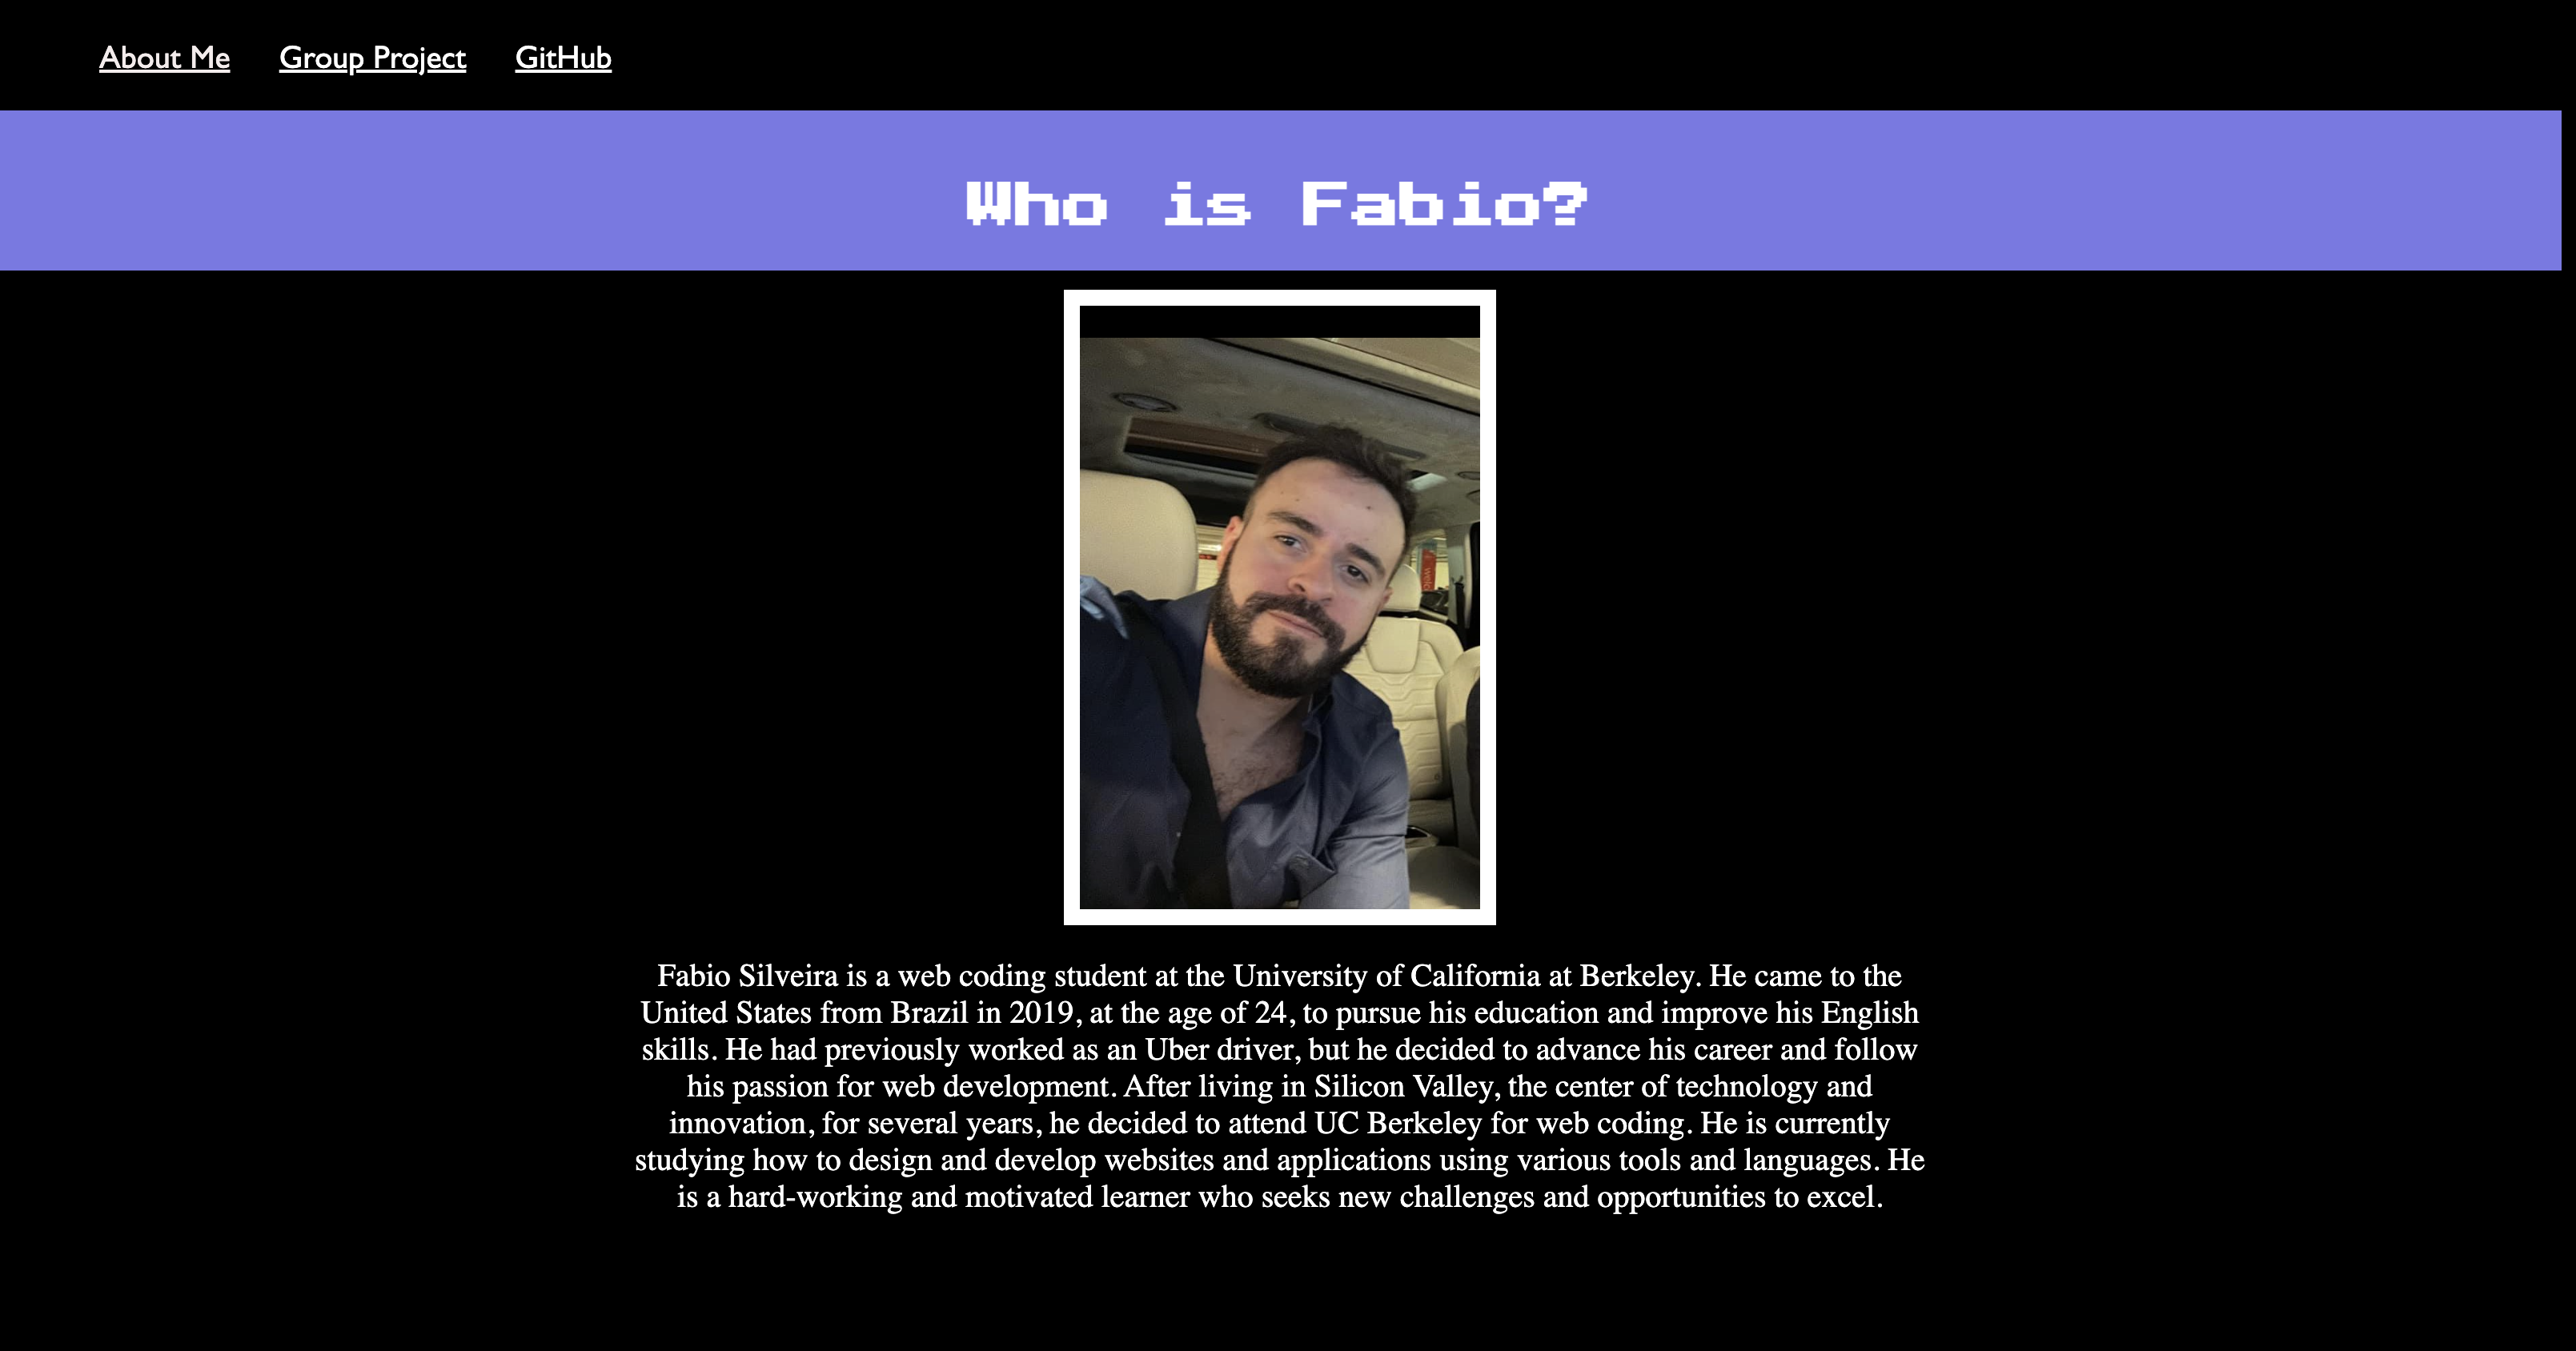 About Me Group Project GitHub
Who is Fabio?
Fabio Silveira is a web coding student at the University of California at Berkeley. He came to the
United States from Brazil in 2019, at the age of 24, to pursue his education and improve his English
skills. He had previously worked as an Uber driver, but he decided to advance his career and follow
his passion for web development. After living in Silicon Valley, the center of technology and
innovation, for several years, he decided to attend UC Berkeley for web coding. He is currently
studying how to design and develop websites and applications using various tools and languages. He
is a hard-working and motivated learner who seeks new challenges and opportunities to excel.